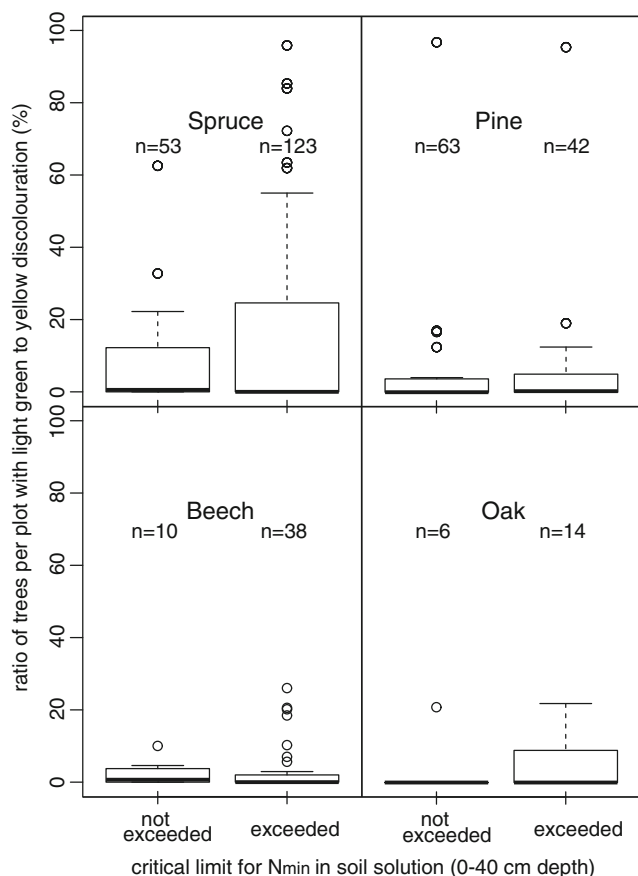 ratio of trees per plot with light green to yellow discolouration (%)
100
80
60
40
20
0
Spruce
n=53 n=123
Pine
n=63 n=42
100
80
60
40
20
0
Beech
n=10 n=38
Oak
n=6 n=14
not
exceeded
exceeded
not
exceeded
exceeded
critical limit for Nmin in soil solution (0-40 cm depth)